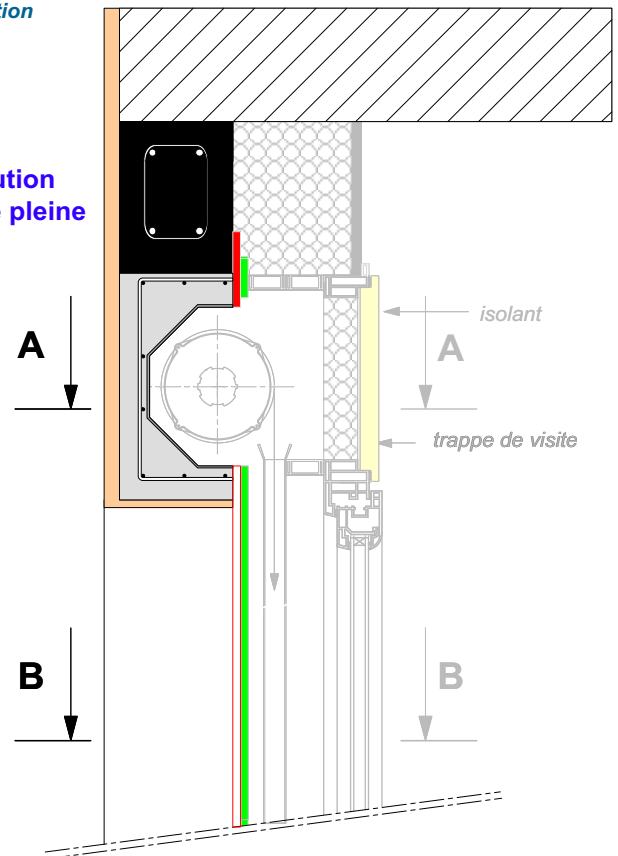 tion
ution
e pleine
A
isolant
A
trappe de visite
B
B